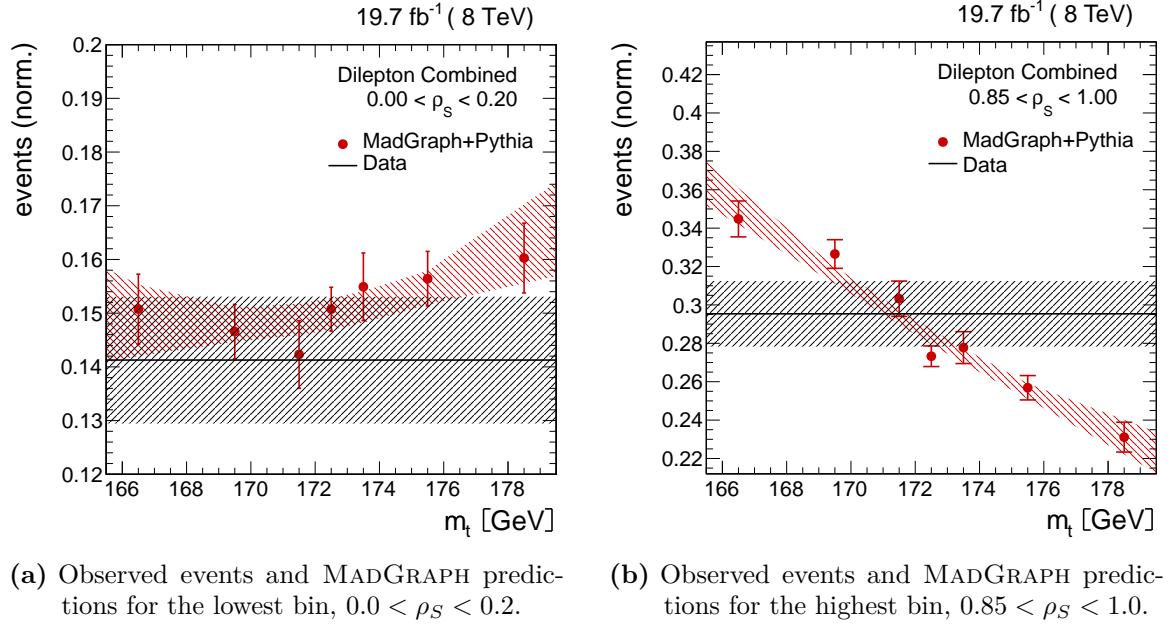 19.7 fb⁻¹ ( 8 TeV)
events (norm.)
0.2
0.19
0.18
0.17
0.16
0.15
0.14
0.13
0.12
Dilepton Combined
0.00 < ρ_S < 0.20
MadGraph+Pythia
Data
166 168 170 172 174 176 178
m_t [GeV]
19.7 fb⁻¹ ( 8 TeV)
events (norm.)
0.42
0.4
0.38
0.36
0.34
0.32
0.3
0.28
0.26
0.24
0.22
Dilepton Combined
0.85 < ρ_S < 1.00
MadGraph+Pythia
Data
166 168 170 172 174 176 178
m_t [GeV]
(a) Observed events and MADGRAPH predic-
tions for the lowest bin, 0.0 < ρ_S < 0.2.
(b) Observed events and MADGRAPH predic-
tions for the highest bin, 0.85 < ρ_S < 1.0.